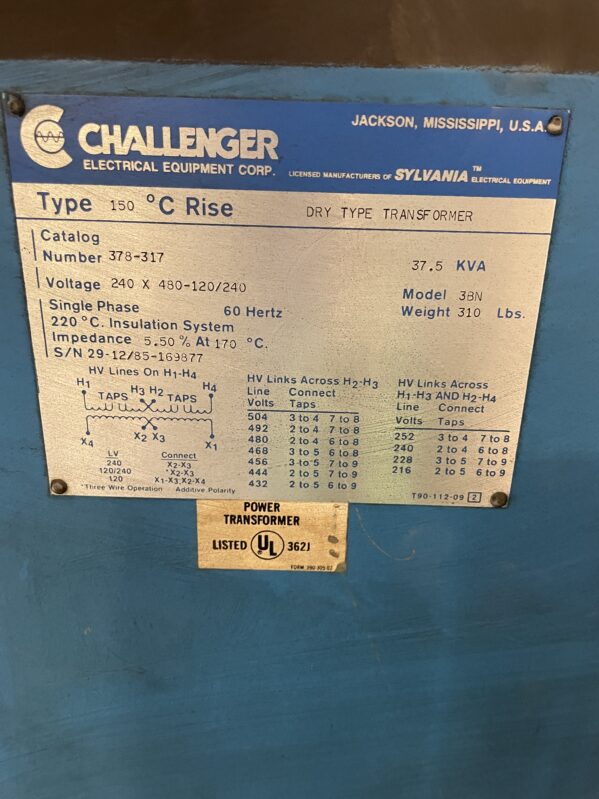 CHALLENGER
ELECTRICAL EQUIPMENT CORP.
JACKSON, MISSISSIPPI, U.S.A.
LICENSED MANUFACTURERS OF SYLVANIA™ ELECTRICAL EQUIPMENT
Type 150 °C Rise DRY TYPE TRANSFORMER
Catalog
Number 378-317
37.5 KVA
Voltage 240 X 480-120/240
Model 3BN
Single Phase 60 Hertz
Weight 310 Lbs.
220 °C. Insulation System
Impedance 5.50 % At 170 °C.
S/N 29-12/85-169877
HV Lines On H1-H4
H1 H3 H2 H4
TAPS TAPS
X4 X2 X3 X1
LV Connect
240 X2-X3
120/240 *X2-X3
120 X1-X3,X2-X4
*Three Wire Operation Additive Polarity
HV Links Across H2-H3
Line Connect
Volts Taps
504 3 to 4 7 to 8
492 2 to 4 7 to 8
480 2 to 4 6 to 8
468 3 to 5 6 to 8
456 3 to 5 7 to 9
444 2 to 5 7 to 9
432 2 to 5 6 to 9
HV Links Across
H1-H3 AND H2-H4
Line Connect
Volts Taps
252 3 to 4 7 to 8
240 2 to 4 6 to 8
228 3 to 5 7 to 9
216 2 to 5 6 to 9
T90-112-09 2
POWER
TRANSFORMER
LISTED UL 362J